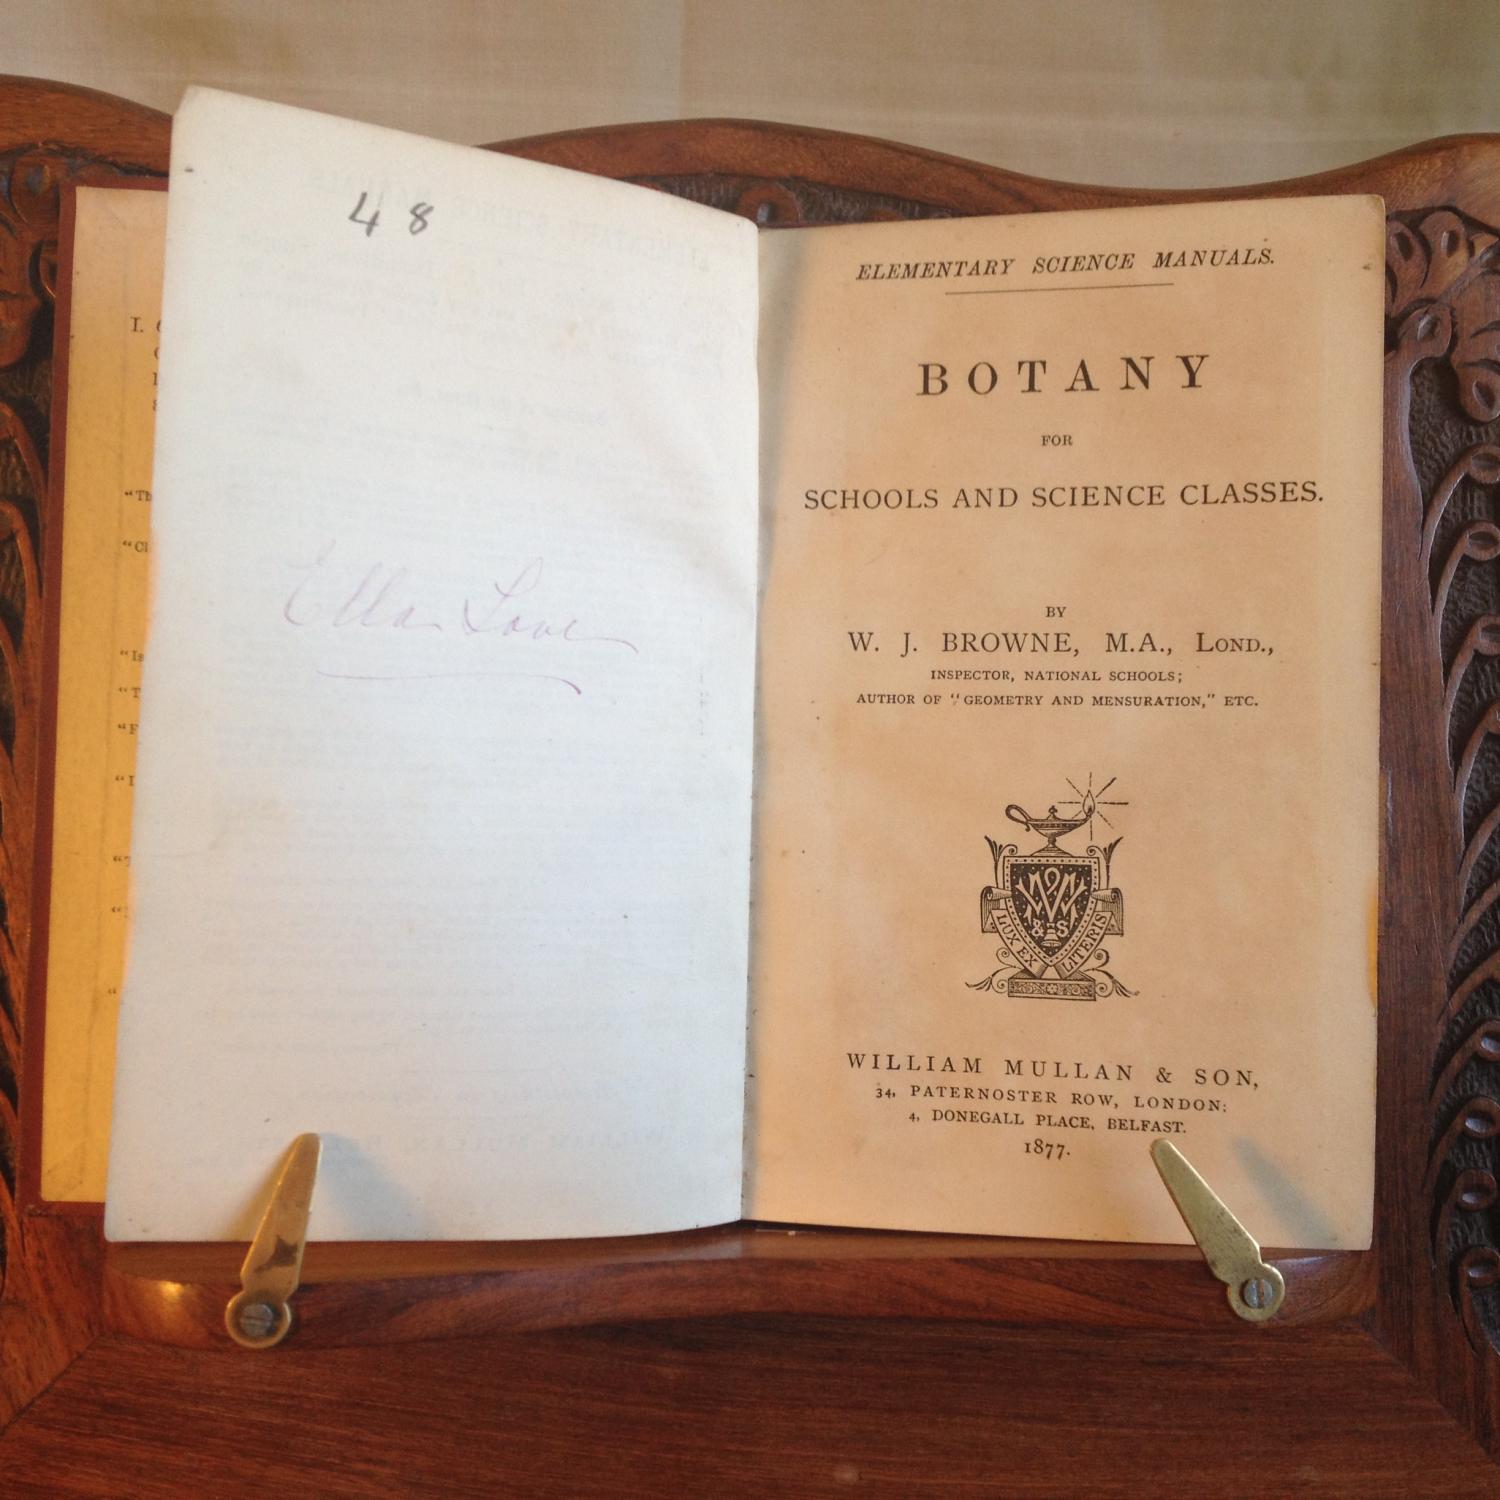 48
Ella Love
ELEMENTARY SCIENCE MANUALS.
BOTANY
FOR
SCHOOLS AND SCIENCE CLASSES.
BY
W. J. BROWNE, M.A., LOND.,
INSPECTOR, NATIONAL SCHOOLS;
AUTHOR OF "GEOMETRY AND MENSURATION," ETC.
W M & S
LUX EX LITERIS
WILLIAM MULLAN & SON,
34, PATERNOSTER ROW, LONDON;
4, DONEGALL PLACE, BELFAST.
1877.